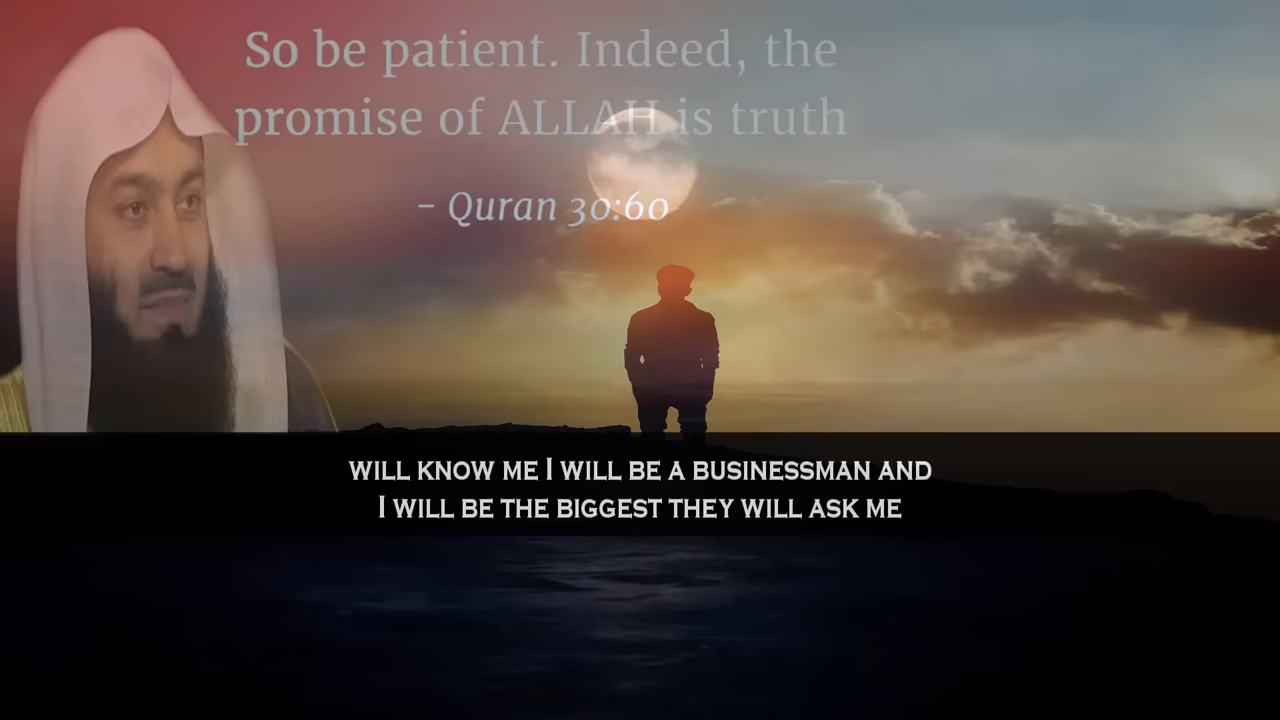 So be patient. Indeed, the
promise of ALLAH is truth
– Quran 30:60
WILL KNOW ME I WILL BE A BUSINESSMAN AND
I WILL BE THE BIGGEST THEY WILL ASK ME